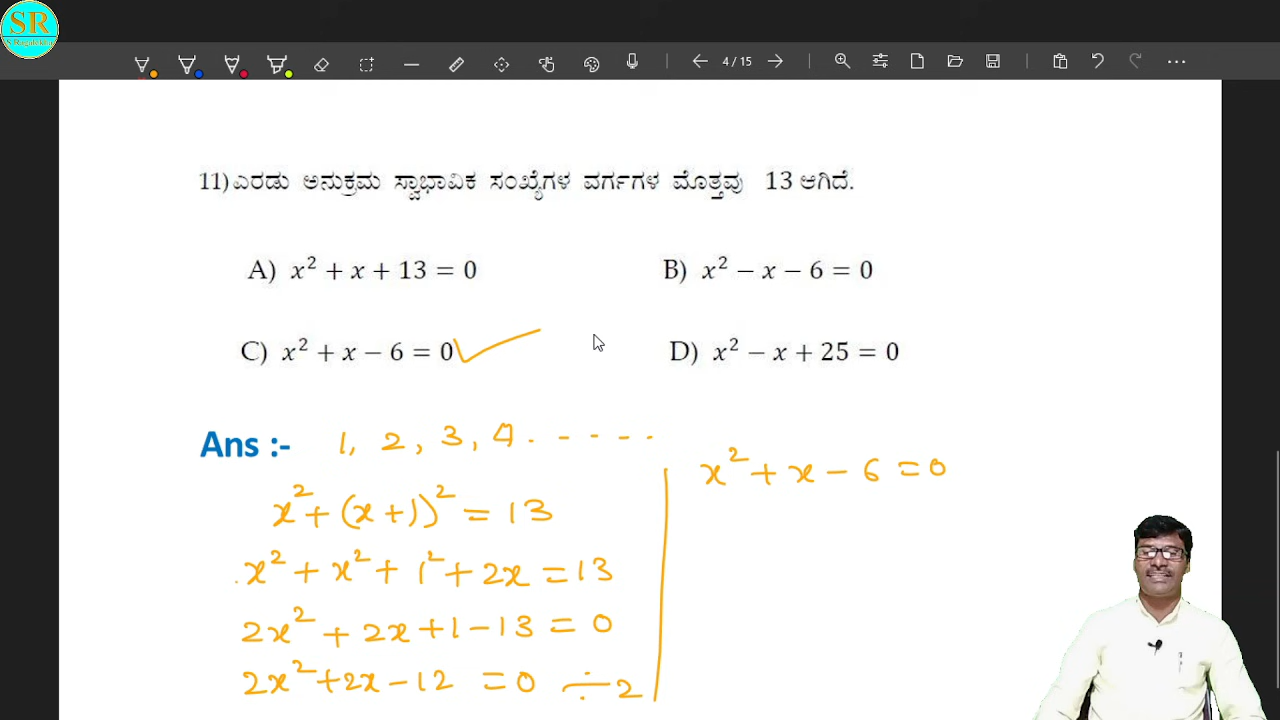 SR
4 / 15
11) ಎರಡು ಅನುಕ್ರಮ ಸ್ವಾಭಾವಿಕ ಸಂಖ್ಯೆಗಳ ವರ್ಗಗಳ ಮೊತ್ತವು 13 ಆಗಿದೆ.
A) x² + x + 13 = 0 B) x² − x − 6 = 0
C) x² + x − 6 = 0 D) x² − x + 25 = 0
Ans :- 1, 2, 3, 4 . - - - - .
x² + (x + 1)² = 13
x² + x² + 1² + 2x = 13
2x² + 2x + 1 − 13 = 0
2x² + 2x − 12 = 0 ÷ 2
x² + x − 6 = 0